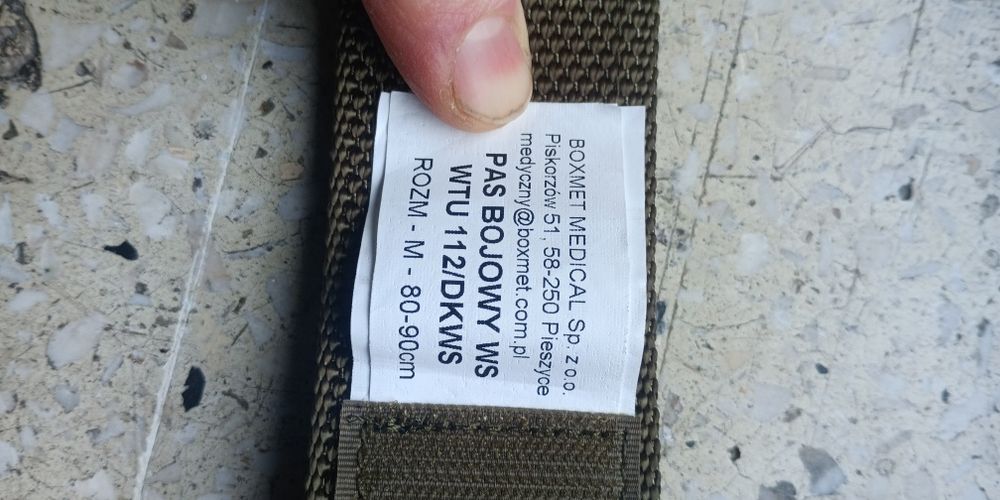 BOXMET MEDICAL Sp. z o.o.
Piskorzów 51, 58-250 Pieszyce
medyczny@boxmet.com.pl
PAS BOJOWY WS
WTU 112/DKWS
ROZM - M - 80-90cm